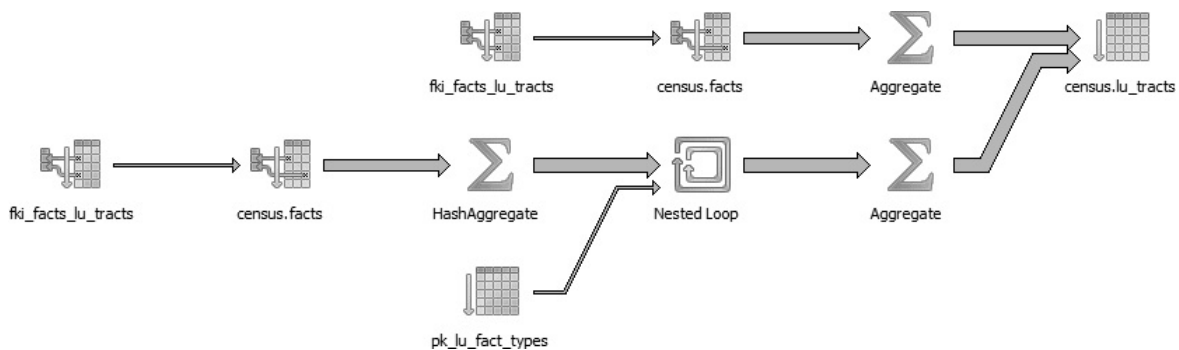 fki_facts_lu_tracts census.facts Aggregate census.lu_tracts
fki_facts_lu_tracts census.facts HashAggregate Nested Loop Aggregate
pk_lu_fact_types